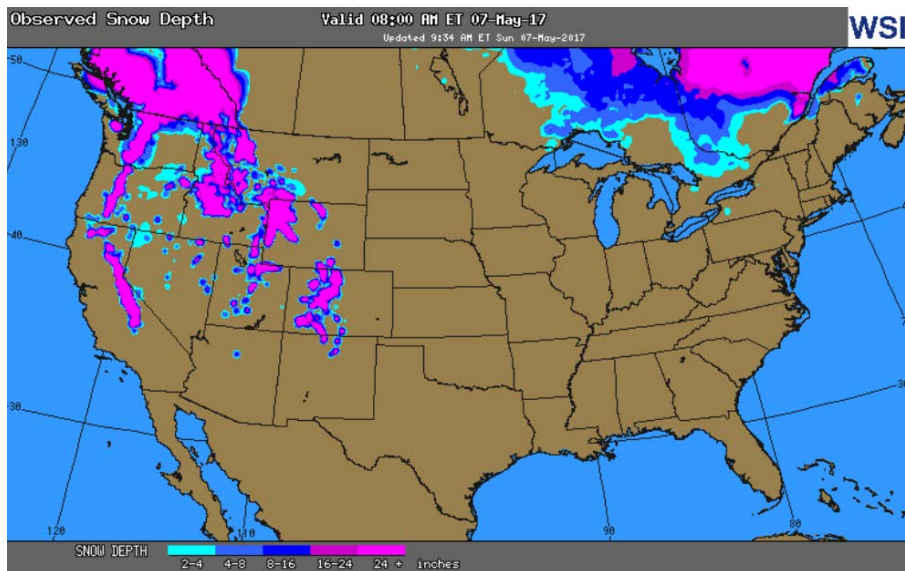 Observed Snow Depth
Valid 08:00 AM ET 07-May-17
Updated 9:34 AM ET Sun 07-May-2017
WSI
50
130
40
30
120
110
90
80
SNOW DEPTH
2-4 4-8 8-16 16-24 24 + inches